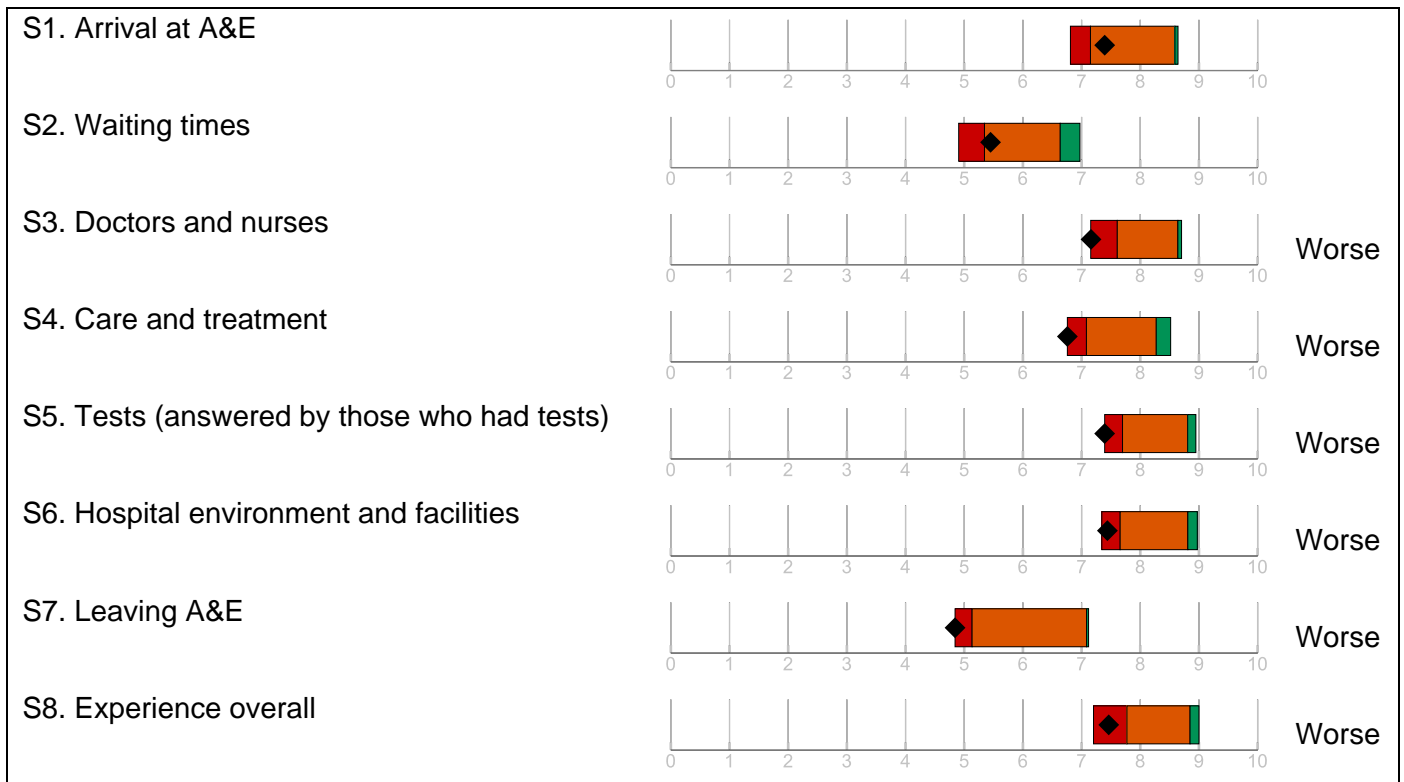 S1. Arrival at A&E
0 1 2 3 4 5 6 7 8 9 10
S2. Waiting times
0 1 2 3 4 5 6 7 8 9 10
S3. Doctors and nurses
Worse
0 1 2 3 4 5 6 7 8 9 10
S4. Care and treatment
Worse
0 1 2 3 4 5 6 7 8 9 10
S5. Tests (answered by those who had tests)
Worse
0 1 2 3 4 5 6 7 8 9 10
S6. Hospital environment and facilities
Worse
0 1 2 3 4 5 6 7 8 9 10
S7. Leaving A&E
Worse
0 1 2 3 4 5 6 7 8 9 10
S8. Experience overall
Worse
0 1 2 3 4 5 6 7 8 9 10